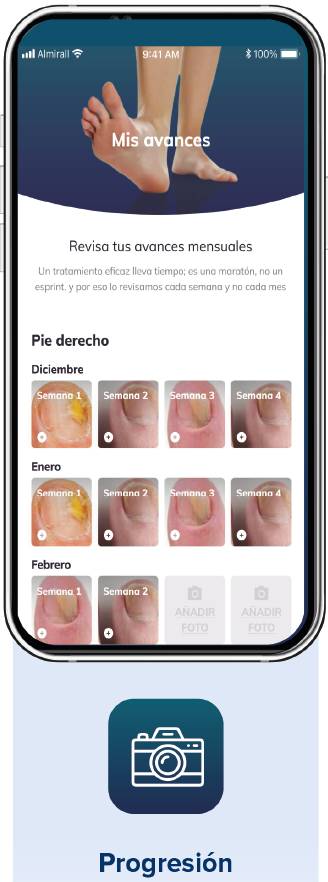 Almirall 9:41 AM 100%
Mis avances
Revisa tus avances mensuales
Un tratamiento eficaz lleva tiempo; es una maratón, no un
esprint, y por eso lo revisamos cada semana y no cada mes
Pie derecho
Diciembre
Semana 1 Semana 2 Semana 3 Semana 4
Enero
Semana 1 Semana 2 Semana 3 Semana 4
Febrero
Semana 1 Semana 2 AÑADIR AÑADIR
FOTO FOTO
Progresión